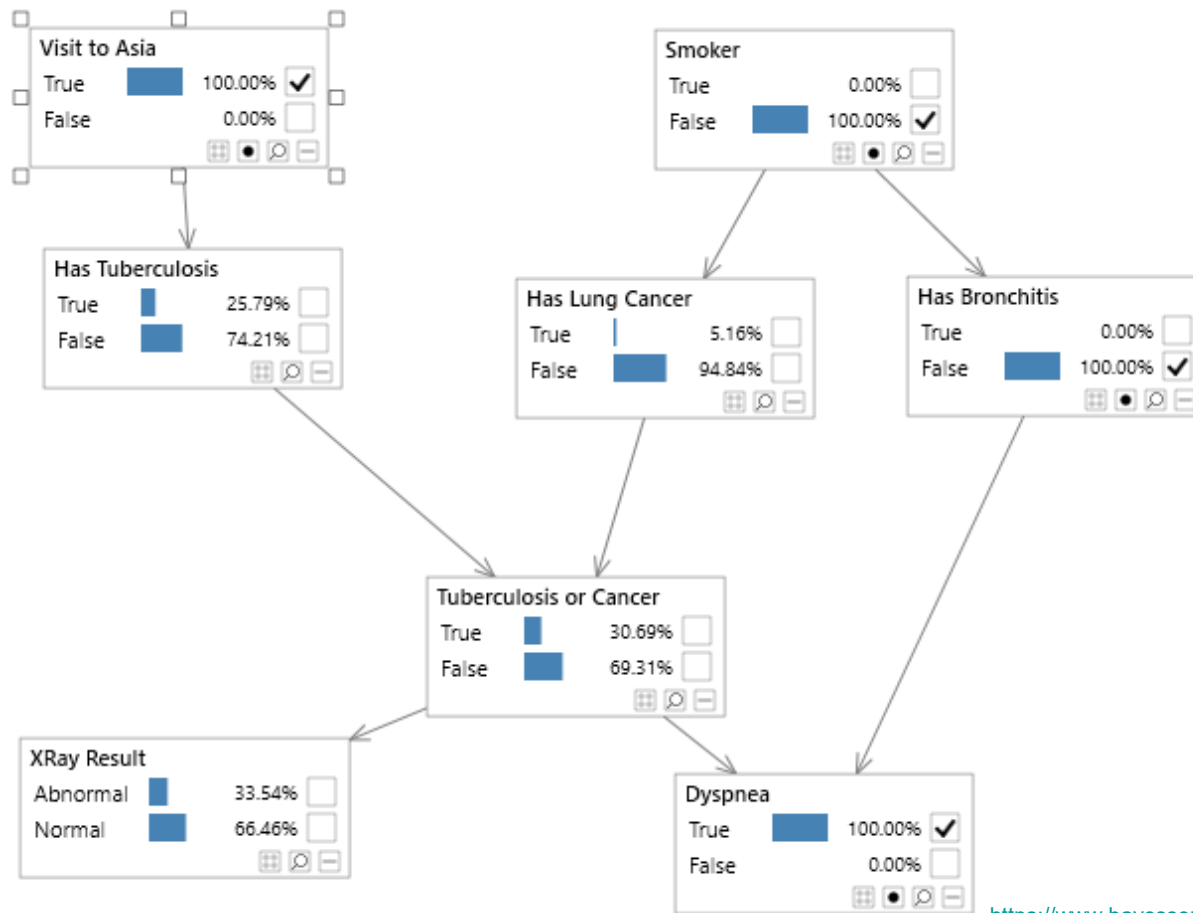 Visit to Asia
True 100.00%
False 0.00%
Smoker
True 0.00%
False 100.00%
Has Tuberculosis
True 25.79%
False 74.21%
Has Lung Cancer
True 5.16%
False 94.84%
Has Bronchitis
True 0.00%
False 100.00%
Tuberculosis or Cancer
True 30.69%
False 69.31%
XRay Result
Abnormal 33.54%
Normal 66.46%
Dyspnea
True 100.00%
False 0.00%